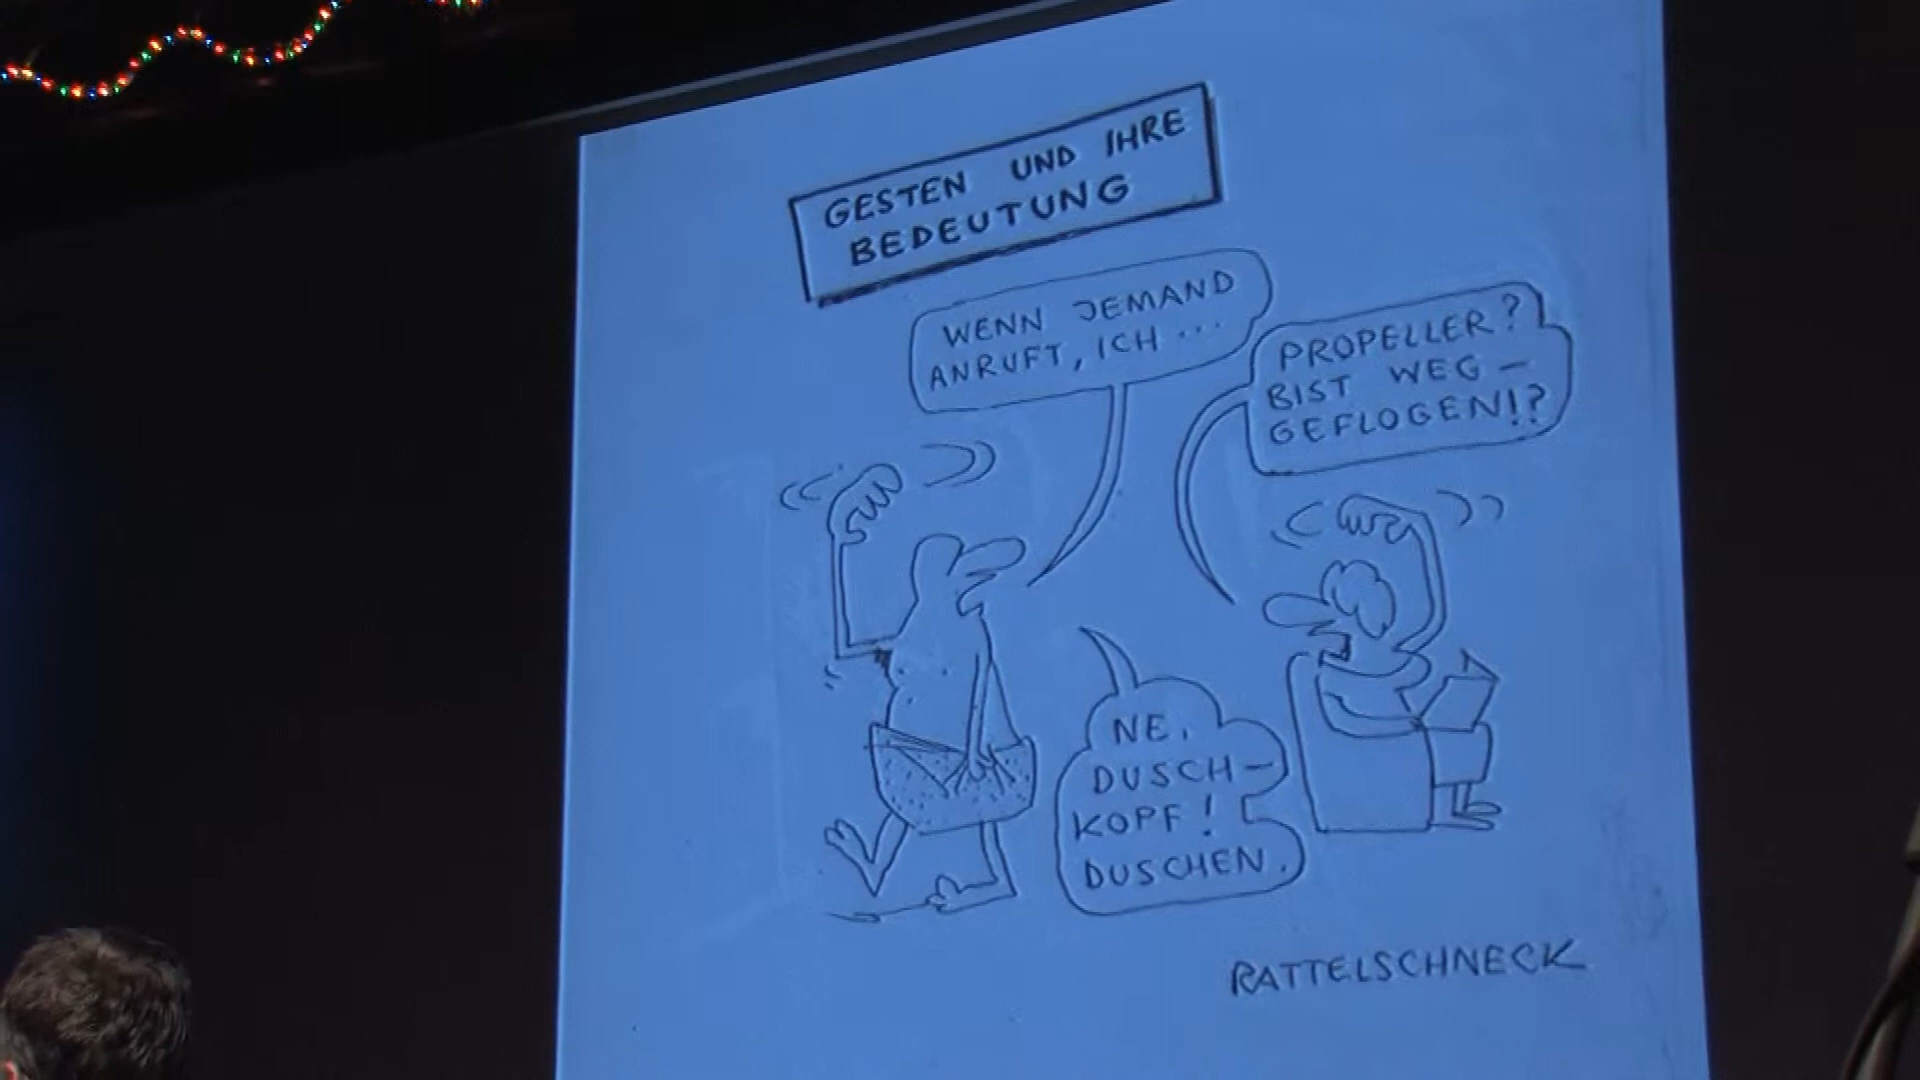 GESTEN UND IHRE
BEDEUTUNG
WENN JEMAND
ANRUFT, ICH ...
PROPELLER?
BIST WEG-
GEFLOGEN!?
NE,
DUSCH-
KOPF!
DUSCHEN.
RATTELSCHNECK